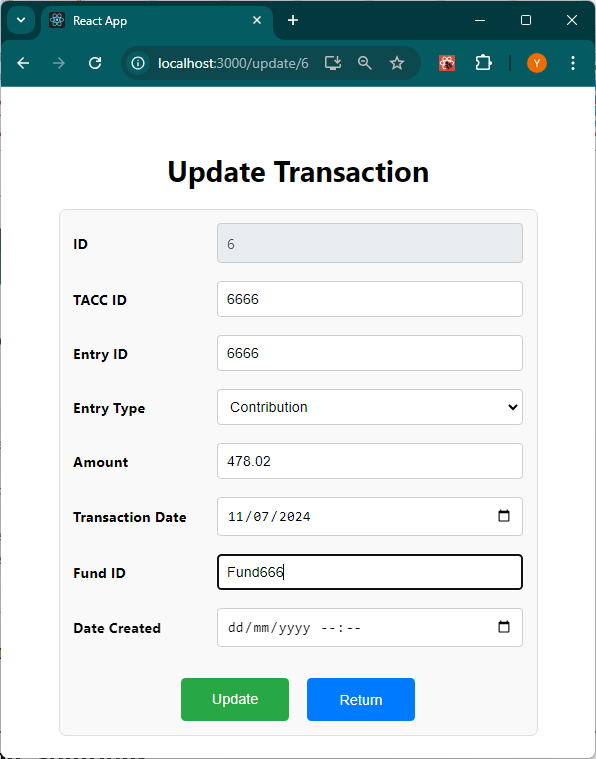 React App
localhost:3000/update/6
Y
Update Transaction
ID 6
TACC ID 6666
Entry ID 6666
Entry Type Contribution
Amount 478.02
Transaction Date 11/07/2024
Fund ID Fund666
Date Created dd/mm/yyyy --:--
Update Return